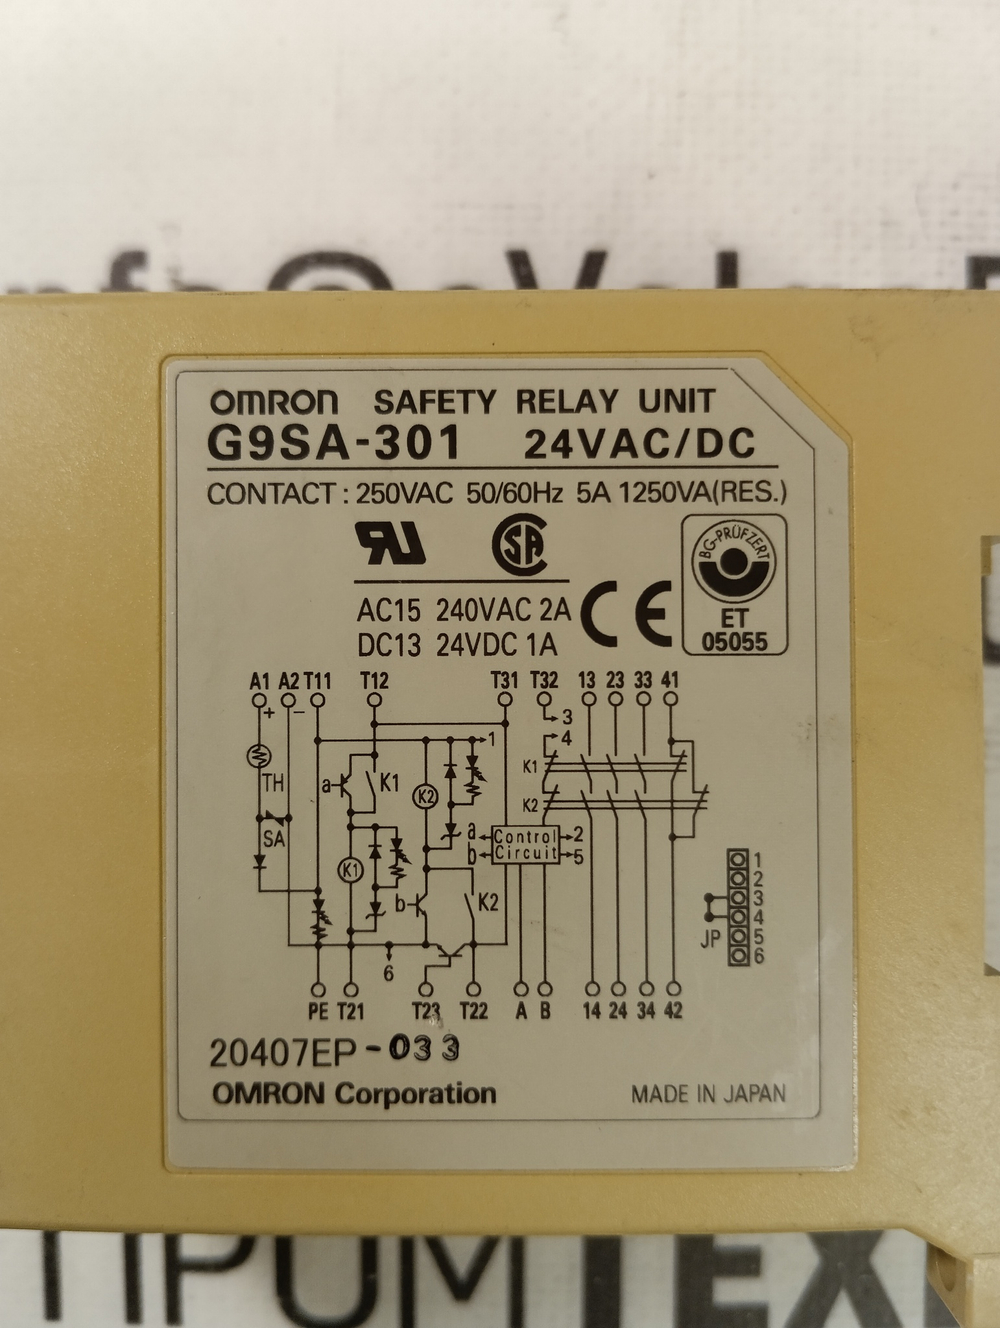 OMRON SAFETY RELAY UNIT
G9SA-301 24VAC/DC
CONTACT : 250VAC 50/60Hz 5A 1250VA(RES.)
BG-PRÜFZERT
ET
05055
AC15 240VAC 2A
DC13 24VDC 1A
CE
A1 A2 T11 T12 T31 T32 13 23 33 41
+ −
3
1
4
TH
a
K1
K2
K1
K2
SA
a
Control
2
b
Circuit
5
K1
b
K2
6
1
2
3
4
JP
5
6
PE T21 T23 T22 A B 14 24 34 42
20407EP-033
OMRON Corporation MADE IN JAPAN
TIPUMTEX